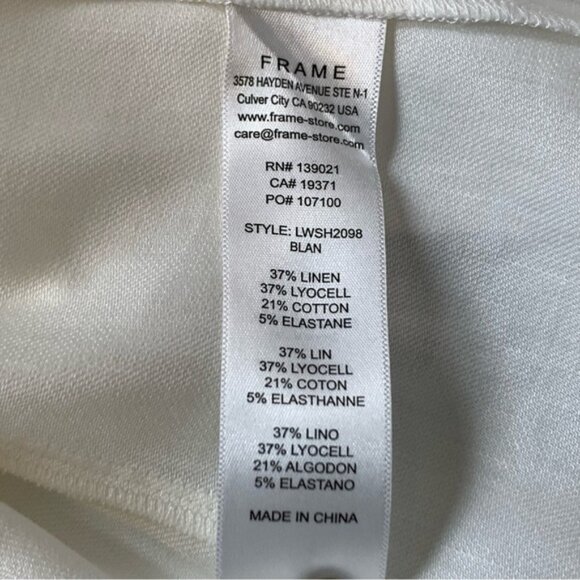 FRAME
3578 HAYDEN AVENUE STE N-1
Culver City CA 90232 USA
www.frame-store.com
care@frame-store.com
RN# 139021
CA# 19371
PO# 107100
STYLE: LWSH2098
BLAN
37% LINEN
37% LYOCELL
21% COTTON
5% ELASTANE
37% LIN
37% LYOCELL
21% COTON
5% ELASTHANNE
37% LINO
37% LYOCELL
21% ALGODON
5% ELASTANO
MADE IN CHINA